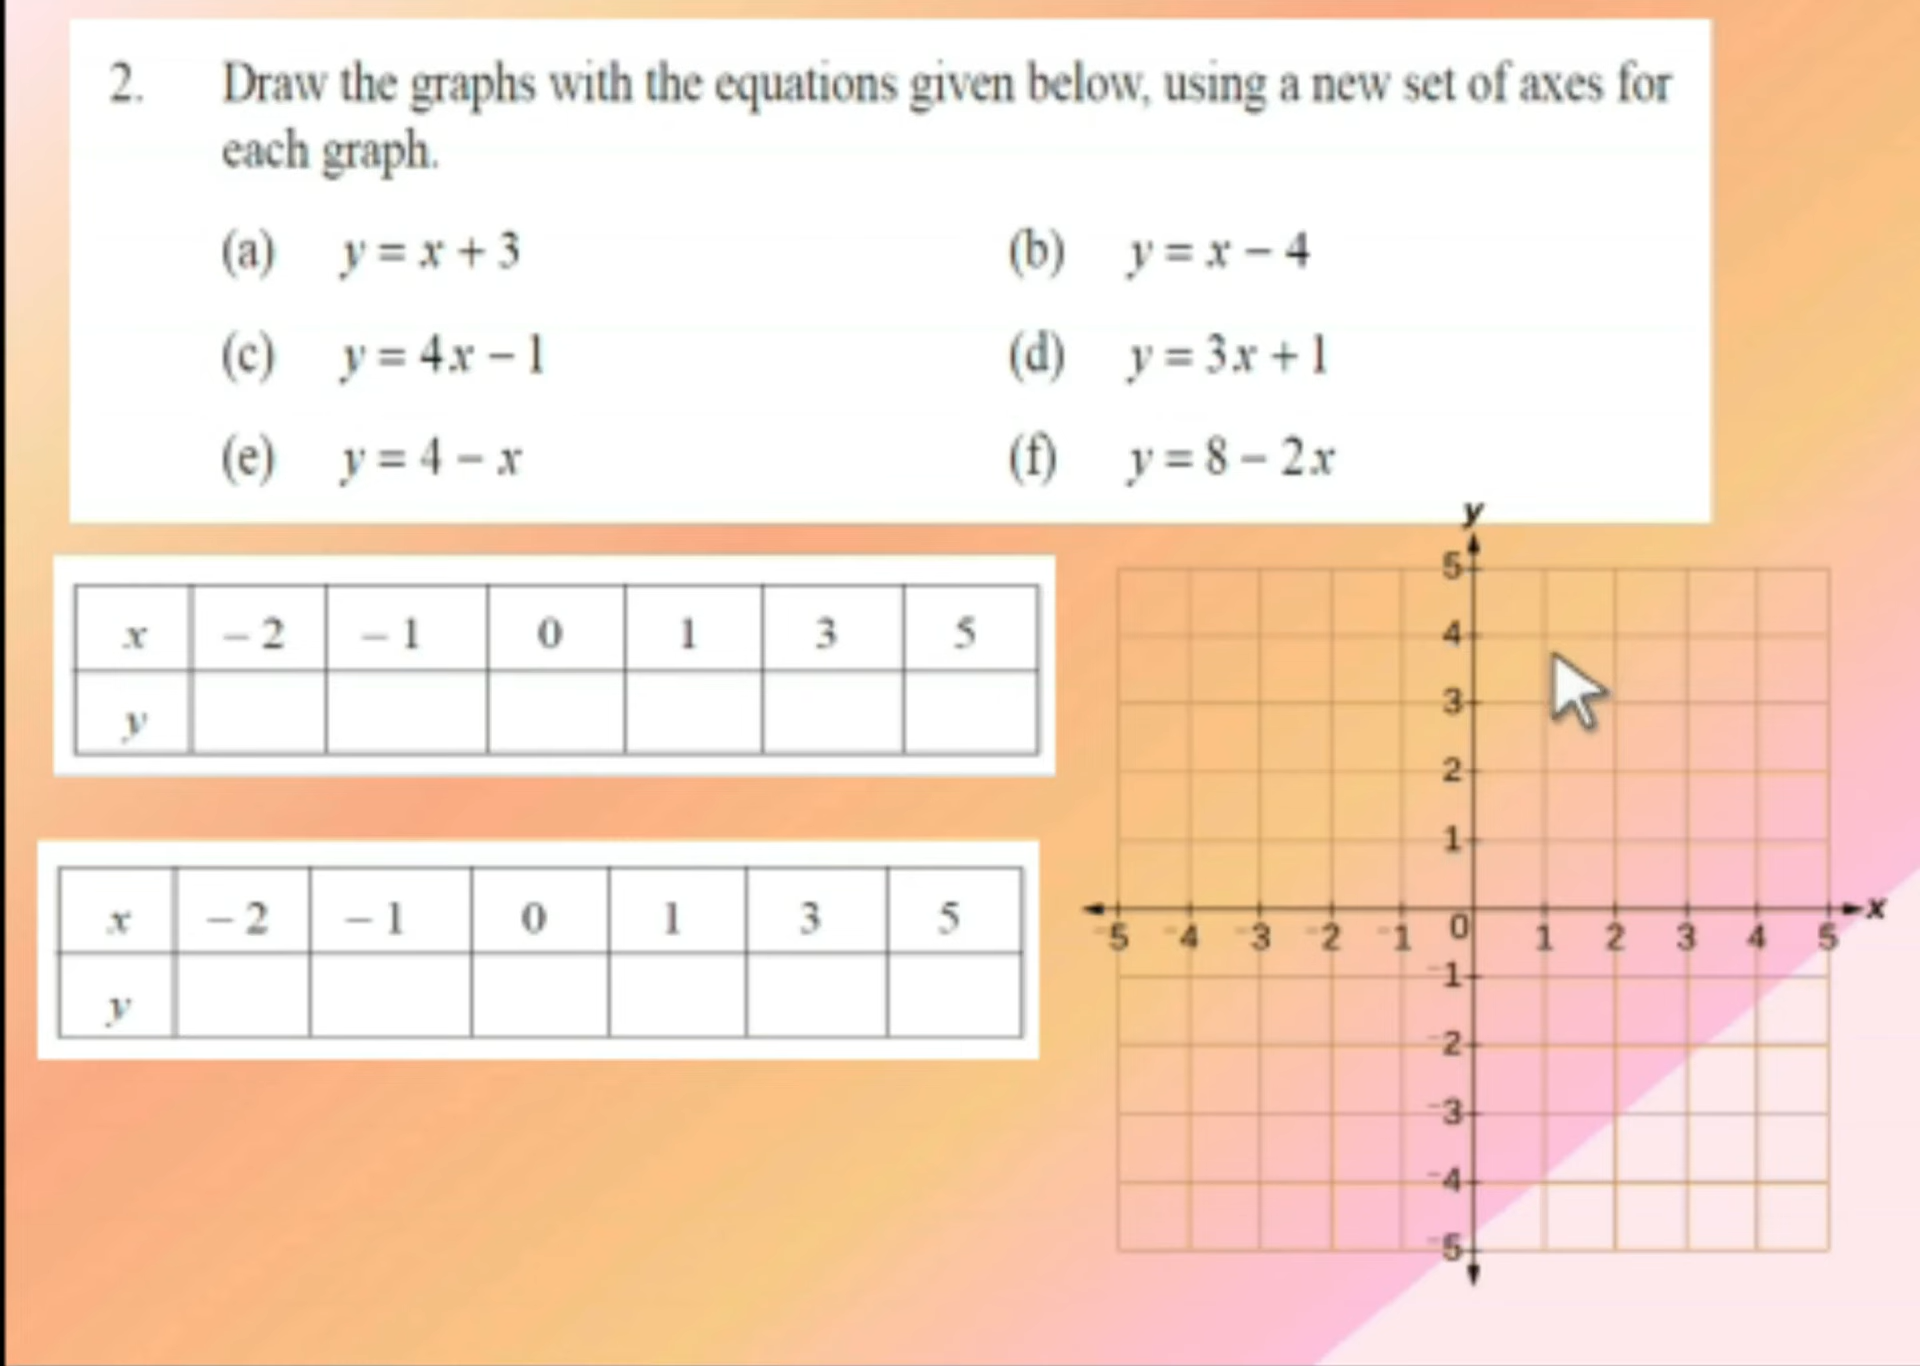 2. Draw the graphs with the equations given below, using a new set of axes for
each graph.
(a) y = x + 3 (b) y = x – 4
(c) y = 4x – 1 (d) y = 3x + 1
(e) y = 4 – x (f) y = 8 – 2x
x – 2 – 1 0 1 3 5
y
x – 2 – 1 0 1 3 5
y
y
5
4
3
2
1
-5 -4 -3 -2 -1 0 1 2 3 4 5 x
-1
-2
-3
-4
-5